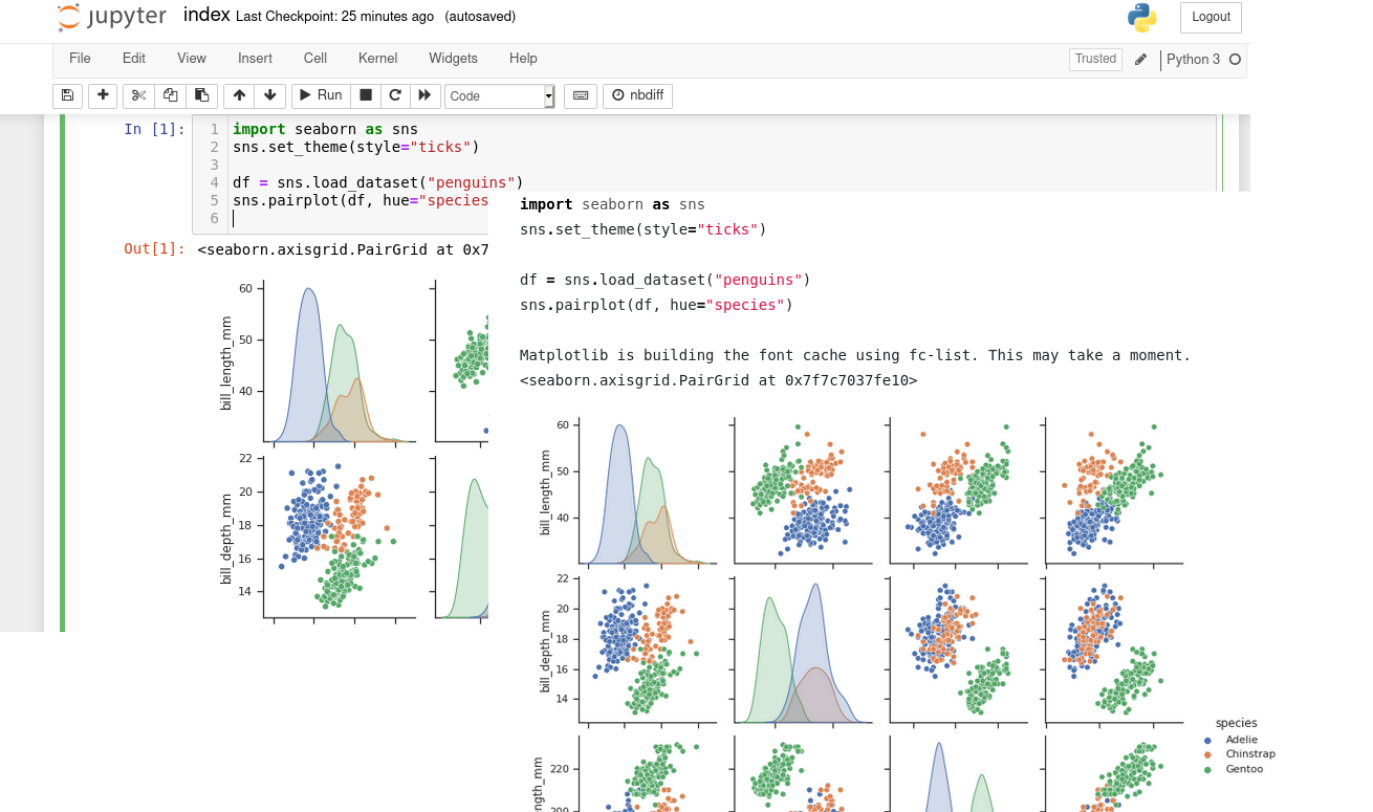 jupyter index Last Checkpoint: 25 minutes ago (autosaved)
Logout
File Edit View Insert Cell Kernel Widgets Help
Trusted
Python 3
Run
Code
nbdiff
In [1]:
1 import seaborn as sns
2 sns.set_theme(style="ticks")
3
4 df = sns.load_dataset("penguins")
5 sns.pairplot(df, hue="species
6
Out[1]: <seaborn.axisgrid.PairGrid at 0x7
60
50
40
bill_length_mm
22
20
18
16
14
bill_depth_mm
import seaborn as sns
sns.set_theme(style="ticks")
df = sns.load_dataset("penguins")
sns.pairplot(df, hue="species")
Matplotlib is building the font cache using fc-list. This may take a moment.
<seaborn.axisgrid.PairGrid at 0x7f7c7037fe10>
60
50
40
bill_length_mm
22
20
18
16
14
bill_depth_mm
220
200
ngth_mm
species
Adelie
Chinstrap
Gentoo